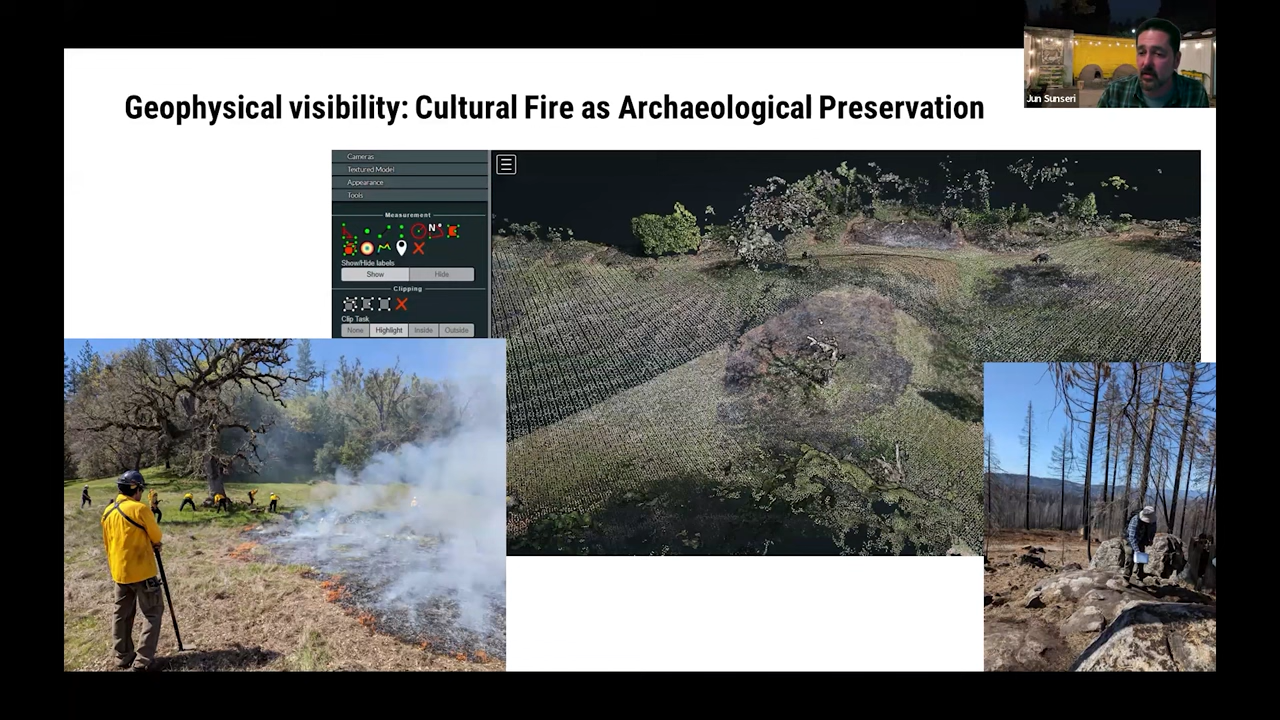 Jun Sunseri
Geophysical visibility: Cultural Fire as Archaeological Preservation
Cameras
Textured Model
Appearance
Tools
Measurement
N
Show/Hide labels
Show Hide
Clipping
Clip Task
None Highlight Inside Outside